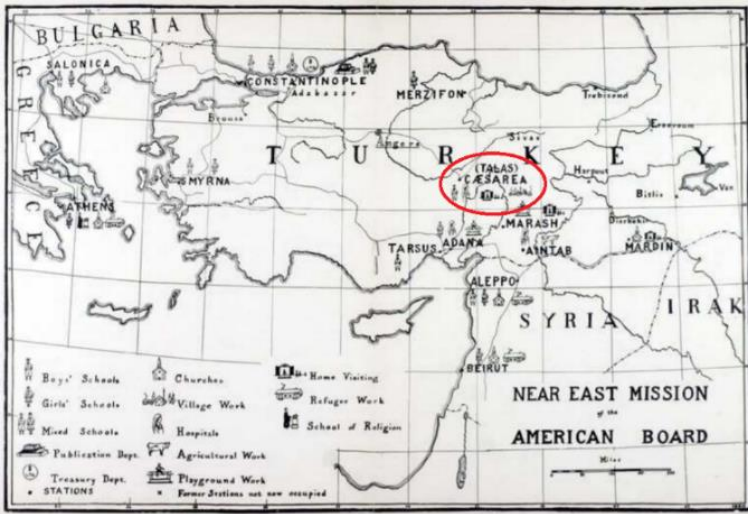 BULGARIA
SALONICA
GREECE
CONSTANTINOPLE
Adabazar
MERZIFON
Trebizond
Brousa
Angora
Sivas
Erzeroum
TURKEY
(TALAS)
CÆSAREA
Harpout
Van
Bitlis
SMYRNA
ATHENS
MARASH
Diarbekir
TARSUS
ADANA
AINTAB
MARDIN
ALEPPO
SYRIA
IRAK
BEIRUT
Boys' Schools
Churches
Home Visiting
Girls' Schools
Village Work
Refugee Work
Mixed Schools
Hospitals
School of Religion
Publication Dept.
Agricultural Work
Treasury Dept.
Playground Work
STATIONS
Former Stations not now occupied
NEAR EAST MISSION
of the
AMERICAN BOARD
Miles